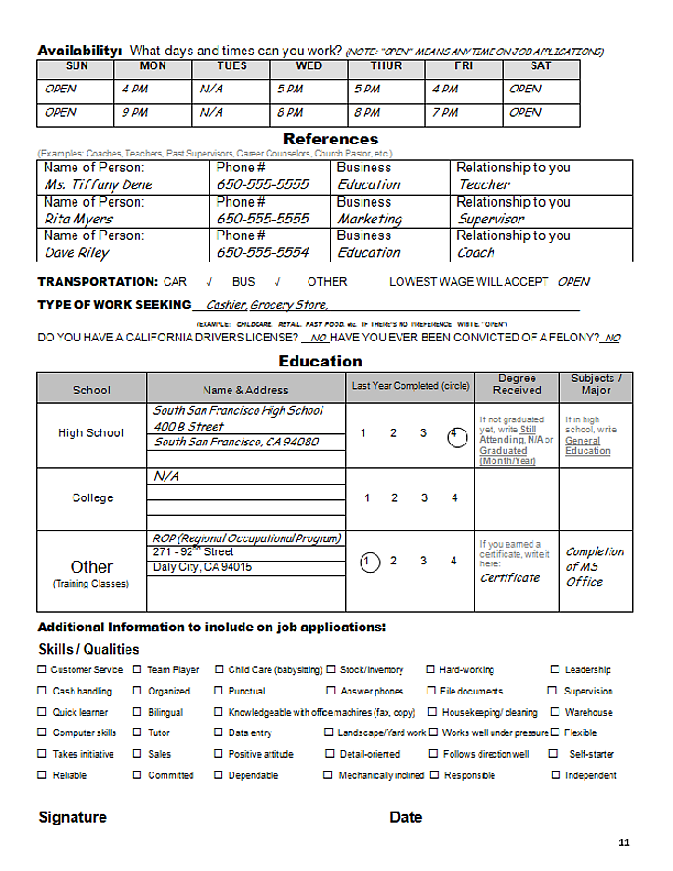 Availability: What days and times can you work? (NOTE: "OPEN" MEANS ANYTIME ON JOB APPLICATIONS)
SUN MON TUES WED THUR FRI SAT
OPEN 4 PM N/A 5 PM 5 PM 4 PM OPEN
OPEN 9 PM N/A 8 PM 8 PM 7 PM OPEN
References
(Examples: Coaches, Teachers, Past Supervisors, Career Counselors, Church Pastor, etc.)
Name of Person: Phone # Business Relationship to you
Ms. Tiffany Dene 650-555-5555 Education Teacher
Name of Person: Phone # Business Relationship to you
Rita Myers 650-555-5555 Marketing Supervisor
Name of Person: Phone # Business Relationship to you
Dave Riley 650-555-5554 Education Coach
TRANSPORTATION: CAR √ BUS √ OTHER LOWEST WAGE WILL ACCEPT OPEN
TYPE OF WORK SEEKING Cashier, Grocery Store,
(EXAMPLE: CHILDCARE, RETAIL, FAST FOOD, etc. IF THERE'S NO PREFERENCE WRITE "OPEN")
DO YOU HAVE A CALIFORNIA DRIVERS LICENSE? NO HAVE YOU EVER BEEN CONVICTED OF A FELONY? NO
Education
School Name & Address Last Year Completed (circle) Degree Received Subjects / Major
High School
South San Francisco High School
400 B Street
South San Francisco, CA 94080
1 2 3 4
If not graduated yet, write Still Attending, N/A or Graduated (Month/Year)
If in high school, write General Education
College
N/A
1 2 3 4
Other
(Training Classes)
ROP (Regional Occupational Program)
271 - 92nd Street
Daly City, CA 94015
1 2 3 4
If you earned a certificate, write it here:
Certificate
Completion of MS Office
Additional Information to include on job applications:
Skills / Qualities
☐ Customer Service ☐ Team Player ☐ Child Care (babysitting) ☐ Stock/Inventory ☐ Hard-working ☐ Leadership
☐ Cash handling ☐ Organized ☐ Punctual ☐ Answer phones ☐ File documents ☐ Supervision
☐ Quick learner ☐ Bilingual ☐ Knowledgeable with office machines (fax, copy) ☐ Housekeeping/ cleaning ☐ Warehouse
☐ Computer skills ☐ Tutor ☐ Data entry ☐ Landscape/Yard work ☐ Works well under pressure ☐ Flexible
☐ Takes initiative ☐ Sales ☐ Positive attitude ☐ Detail-oriented ☐ Follows direction well ☐ Self-starter
☐ Reliable ☐ Committed ☐ Dependable ☐ Mechanically inclined ☐ Responsible ☐ Independent
Signature Date
11